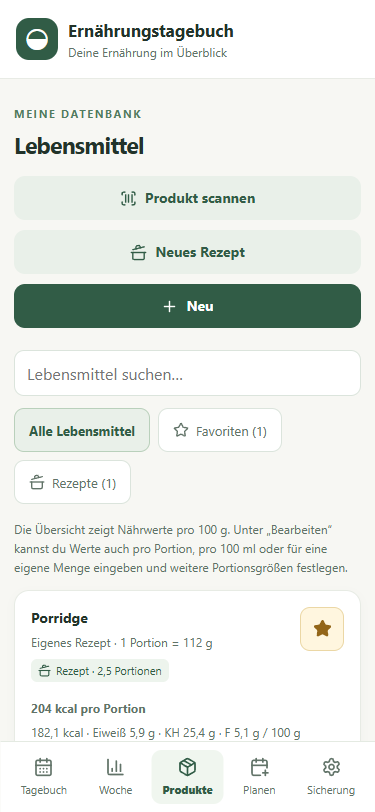 Ernährungstagebuch
Deine Ernährung im Überblick
MEINE DATENBANK
Lebensmittel
Produkt scannen
Neues Rezept
Neu
Lebensmittel suchen...
Alle Lebensmittel
Favoriten (1)
Rezepte (1)
Die Übersicht zeigt Nährwerte pro 100 g. Unter „Bearbeiten“
kannst du Werte auch pro Portion, pro 100 ml oder für eine
eigene Menge eingeben und weitere Portionsgrößen festlegen.
Porridge
Eigenes Rezept · 1 Portion = 112 g
Rezept · 2,5 Portionen
204 kcal pro Portion
182,1 kcal · Eiweiß 5,9 g · KH 25,4 g · F 5,1 g / 100 g
Tagebuch
Woche
Produkte
Planen
Sicherung